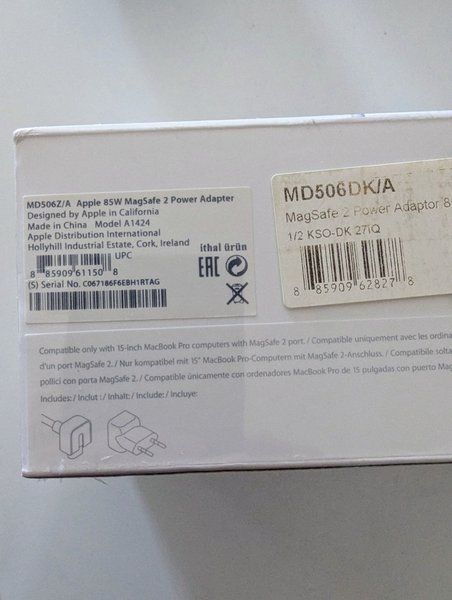 MD506Z/A Apple 85W MagSafe 2 Power Adapter
Designed by Apple in California
Made in China Model A1424
Apple Distribution International
Hollyhill Industrial Estate, Cork, Ireland
ithal ürün
UPC
8 85909 61150 8
EAC
(S) Serial No. C067186F6EBH1RTAG
MD506DK/A
MagSafe 2 Power Adaptor 8
1/2 KSO-DK 27iQ
8 85909 62827 8
Compatible only with 15-inch MacBook Pro computers with MagSafe 2 port. / Compatible uniquement avec les ordina
d'un port MagSafe 2. / Nur kompatibel mit 15" MacBook Pro-Computern mit MagSafe 2-Anschluss. / Compatibile solta
pollici con porta MagSafe 2. / Compatible únicamente con ordenadores MacBook Pro de 15 pulgadas con puerto Mag
Includes: / Inclut : / Inhalt: / Include: / Incluye: